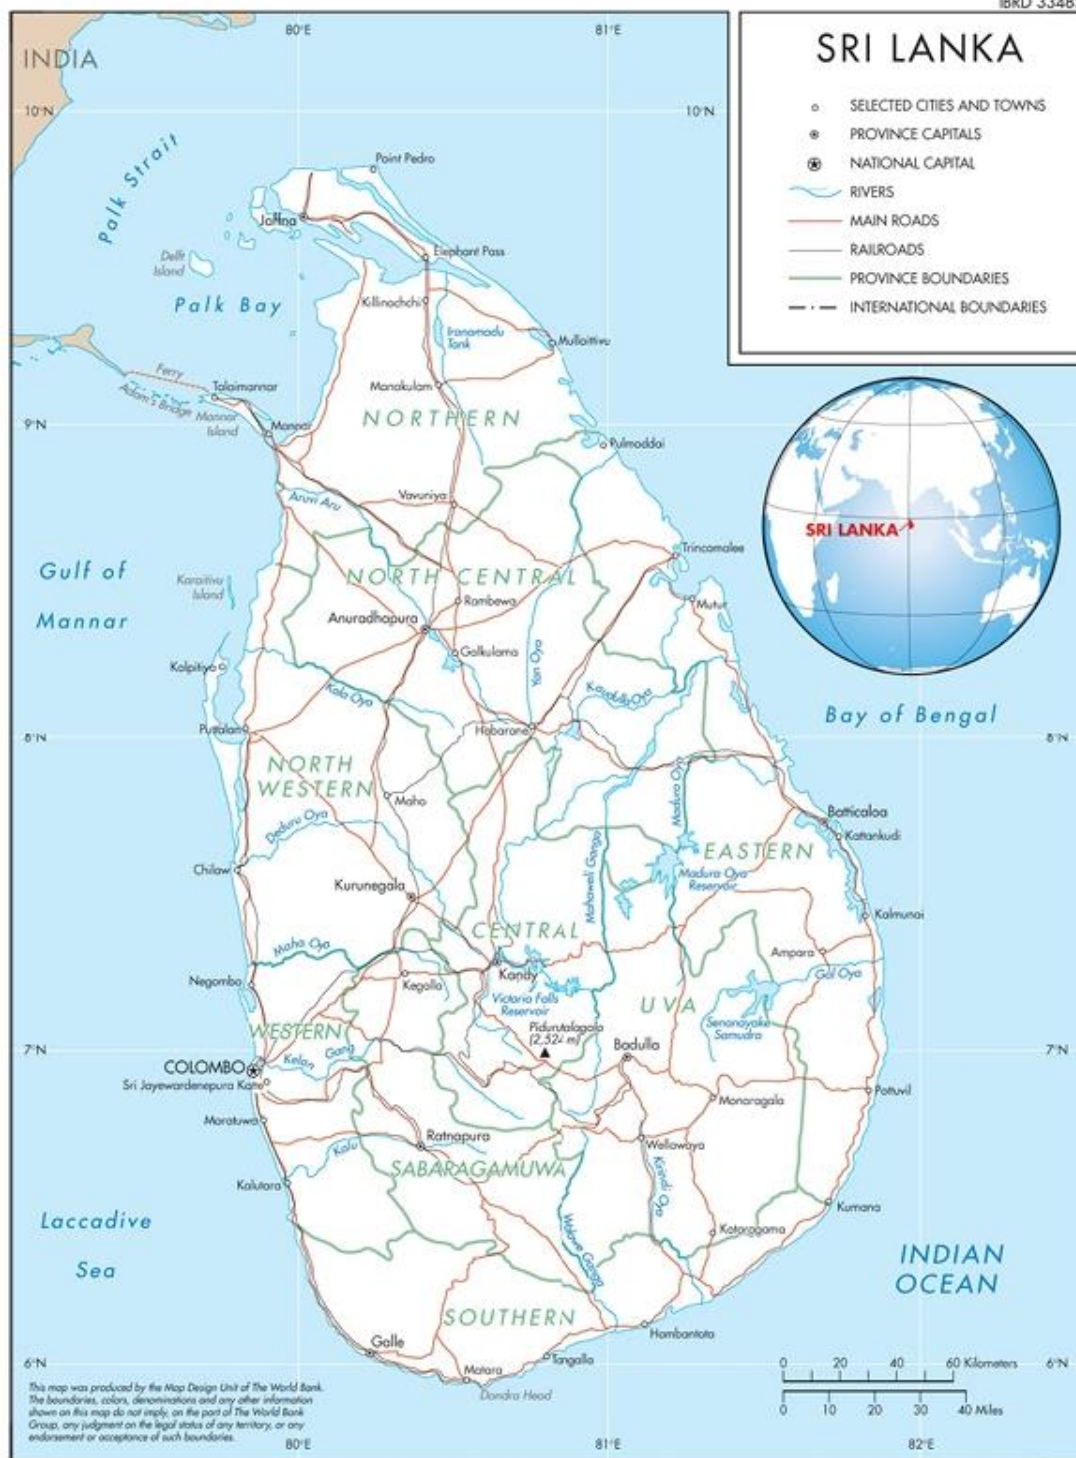 IBRD 3348
SRI LANKA
SELECTED CITIES AND TOWNS
PROVINCE CAPITALS
NATIONAL CAPITAL
RIVERS
MAIN ROADS
RAILROADS
PROVINCE BOUNDARIES
INTERNATIONAL BOUNDARIES
80°E
81°E
INDIA
10°N
10°N
Palk Strait
Point Pedro
Jaffna
Elephant Pass
Delft
Island
Palk Bay
Killinochchi
Iranamadu
Tank
Mullaittivu
Ferry
Talaimannar
Adam's Bridge
Mannar
Island
Mankulam
NORTHERN
9°N
Mannar
Pulmoddai
SRI LANKA
Aruvi Aru
Vavuniya
Trincomalee
Gulf of
Mannar
Karaitivu
Island
NORTH CENTRAL
Rambewa
Mutur
Anuradhapura
Galkulama
Yan Oya
Kalpitiya
Kala Oya
Kaudulla Oya
Bay of Bengal
Puttalan
Habarane
8°N
8°N
NORTH
WESTERN
Maho
Madura Oya
Deduru Oya
Batticaloa
Kattankudi
EASTERN
Chilaw
Mahaweli Ganga
Madura Oya
Reservoir
Kurunegala
Kalmunai
CENTRAL
Maha Oya
Ampara
Kandy
Gal Oya
Negombo
Kegalla
Victoria Falls
Reservoir
UVA
Senanayake
Samudra
WESTERN
Pidurutalagala
Badulla
7°N
7°N
Kelan Gang
COLOMBO
Sri Jayewardenepura Kotte
Pottuvil
Monaragala
Moratuwa
Ratnapura
Wellawaya
Kalu
SABARAGAMUWA
Kirindi Oya
Kalutara
Kumana
Laccadive
Sea
Kataragama
Walawe Ganga
INDIAN
OCEAN
SOUTHERN
Hambantota
Galle
Tangalla
6°N
6°N
Matara
Dondra Head
0 20 40 60 Kilometers
0 10 20 30 40 Miles
This map was produced by the Map Design Unit of The World Bank.
The boundaries, colors, denominations and any other information
shown on this map do not imply, on the part of The World Bank
Group, any judgment on the legal status of any territory, or any
endorsement or acceptance of such boundaries.
80°E
81°E
82°E